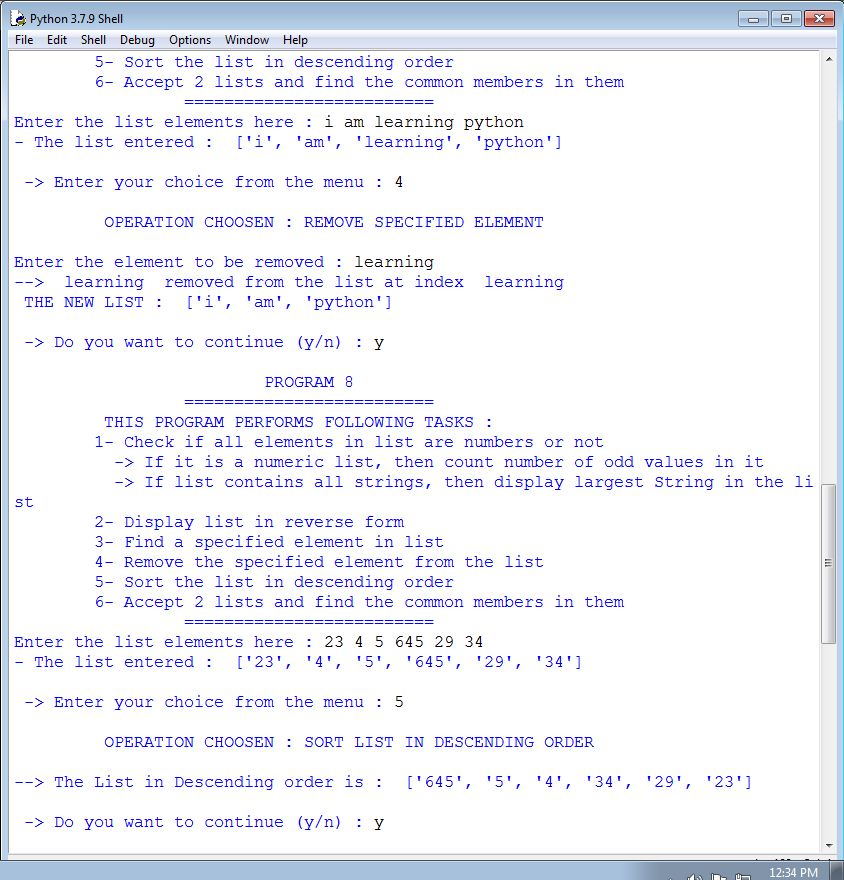 Python 3.7.9 Shell
File Edit Shell Debug Options Window Help
5- Sort the list in descending order
6- Accept 2 lists and find the common members in them
=========================
Enter the list elements here : i am learning python
- The list entered :  ['i', 'am', 'learning', 'python']
-> Enter your choice from the menu : 4
OPERATION CHOOSEN : REMOVE SPECIFIED ELEMENT
Enter the element to be removed : learning
-->  learning  removed from the list at index  learning
THE NEW LIST :  ['i', 'am', 'python']
-> Do you want to continue (y/n) : y
PROGRAM 8
=========================
THIS PROGRAM PERFORMS FOLLOWING TASKS :
1- Check if all elements in list are numbers or not
-> If it is a numeric list, then count number of odd values in it
-> If list contains all strings, then display largest String in the li
st
2- Display list in reverse form
3- Find a specified element in list
4- Remove the specified element from the list
5- Sort the list in descending order
6- Accept 2 lists and find the common members in them
=========================
Enter the list elements here : 23 4 5 645 29 34
- The list entered :  ['23', '4', '5', '645', '29', '34']
-> Enter your choice from the menu : 5
OPERATION CHOOSEN : SORT LIST IN DESCENDING ORDER
--> The List in Descending order is :  ['645', '5', '4', '34', '29', '23']
-> Do you want to continue (y/n) : y
12:34 PM